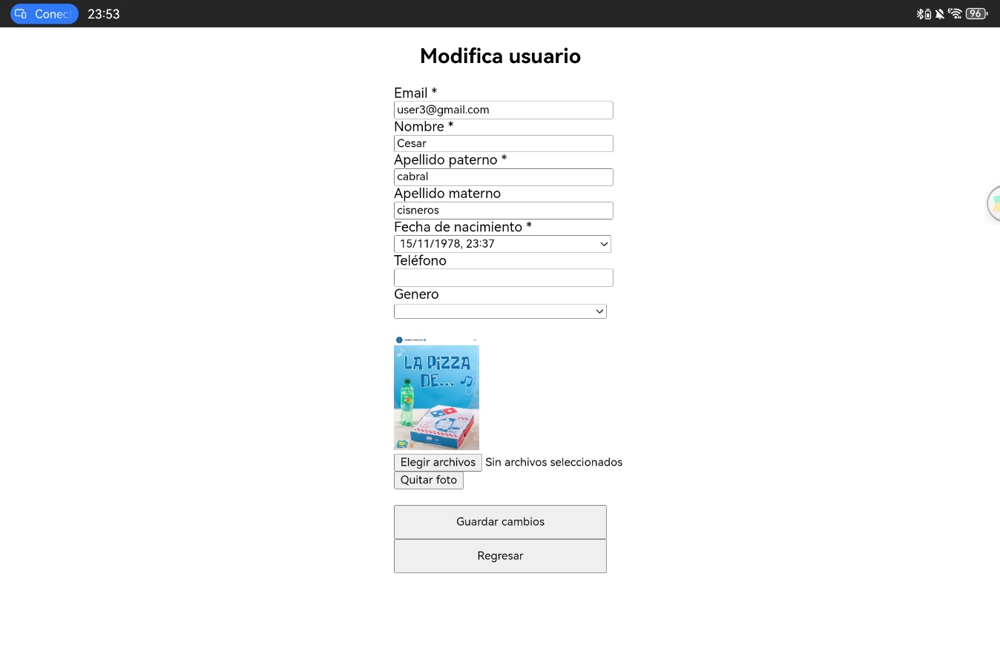 Conec
23:53
96
Modifica usuario
Email *
user3@gmail.com
Nombre *
Cesar
Apellido paterno *
cabral
Apellido materno
cisneros
Fecha de nacimiento *
15/11/1978, 23:37
Teléfono
Genero
LA PiZZA
DE...
7up
Elegir archivos Sin archivos seleccionados
Quitar foto
Guardar cambios
Regresar